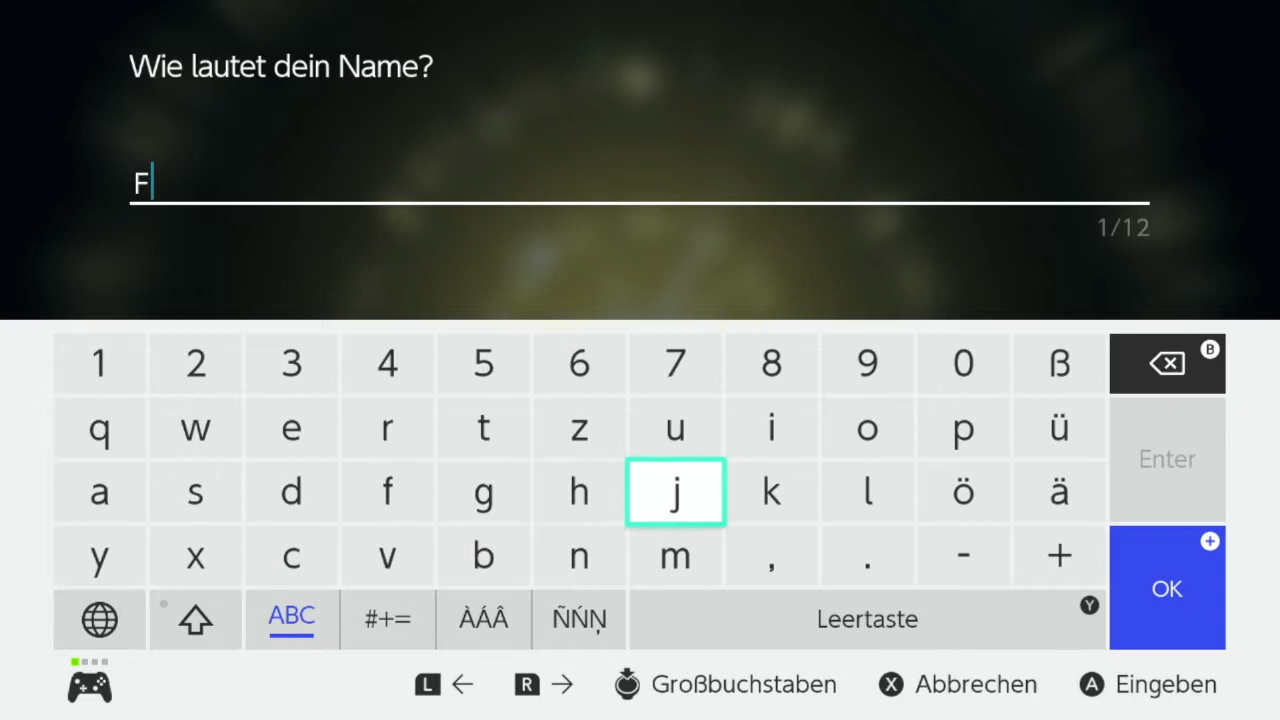 Wie lautet dein Name?
F
1/12
1 2 3 4 5 6 7 8 9 0 ß B
q w e r t z u i o p ü
Enter
a s d f g h j k l ö ä
y x c v b n m , . - +
OK +
ABC #+= ÀÁÂ ÑŃŅ Leertaste Y
L ← R → Großbuchstaben X Abbrechen A Eingeben